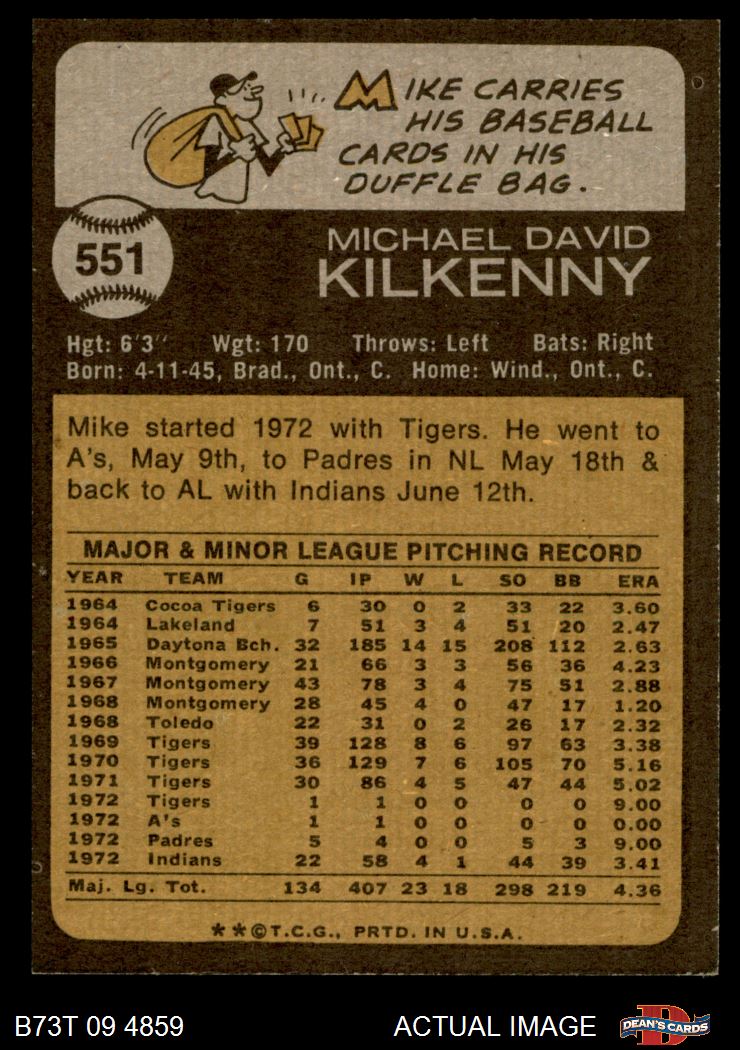 MIKE CARRIES
HIS BASEBALL
CARDS IN HIS
DUFFLE BAG.
551
MICHAEL DAVID
KILKENNY
Hgt: 6'3'' Wgt: 170 Throws: Left Bats: Right
Born: 4-11-45, Brad., Ont., C. Home: Wind., Ont., C.
Mike started 1972 with Tigers. He went to
A's, May 9th, to Padres in NL May 18th &
back to AL with Indians June 12th.
MAJOR & MINOR LEAGUE PITCHING RECORD
YEAR TEAM G IP W L SO BB ERA
1964 Cocoa Tigers 6 30 0 2 33 22 3.60
1964 Lakeland 7 51 3 4 51 20 2.47
1965 Daytona Bch. 32 185 14 15 208 112 2.63
1966 Montgomery 21 66 3 3 56 36 4.23
1967 Montgomery 43 78 3 4 75 51 2.88
1968 Montgomery 28 45 4 0 47 17 1.20
1968 Toledo 22 31 0 2 26 17 2.32
1969 Tigers 39 128 8 6 97 63 3.38
1970 Tigers 36 129 7 6 105 70 5.16
1971 Tigers 30 86 4 5 47 44 5.02
1972 Tigers 1 1 0 0 0 0 9.00
1972 A's 1 1 0 0 0 0 0.00
1972 Padres 5 4 0 0 5 3 9.00
1972 Indians 22 58 4 1 44 39 3.41
Maj. Lg. Tot. 134 407 23 18 298 219 4.36
**©T.C.G., PRTD. IN U.S.A.
B73T 09 4859 ACTUAL IMAGE D DEAN'S CARDS